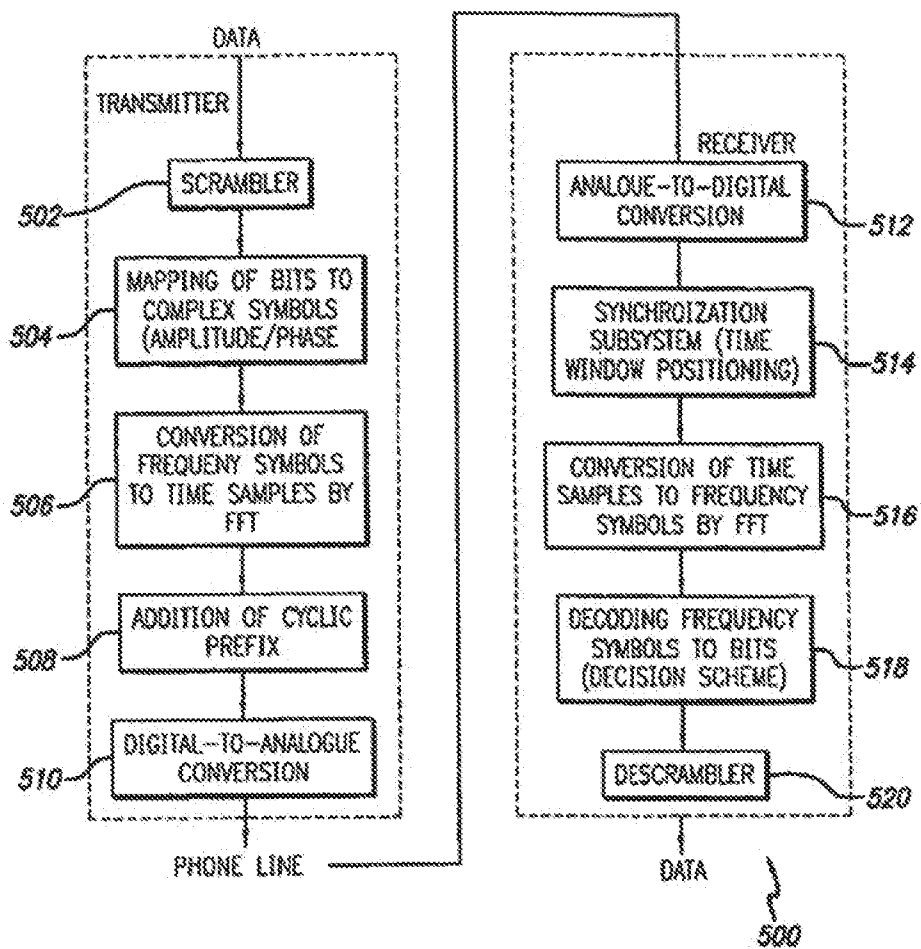 DATA
TRANSMITTER
502
SCRAMBLER
504
MAPPING OF BITS TO
COMPLEX SYMBOLS
(AMPLITUDE/PHASE
506
CONVERSION OF
FREQUENY SYMBOLS
TO TIME SAMPLES BY
FFT
508
ADDITION OF CYCLIC
PREFIX
510
DIGITAL-TO-ANALOGUE
CONVERSION
PHONE LINE
RECEIVER
ANALOUE-TO-DIGITAL
CONVERSION
512
SYNCHROIZATION
SUBSYSTEM (TIME
WINDOW POSITIONING)
514
CONVERSION OF TIME
SAMPLES TO FREQUENCY
SYMBOLS BY FFT
516
DECODING FREQUENCY
SYMBOLS TO BITS
(DECISION SCHEME)
518
DESCRAMBLER
520
DATA
500